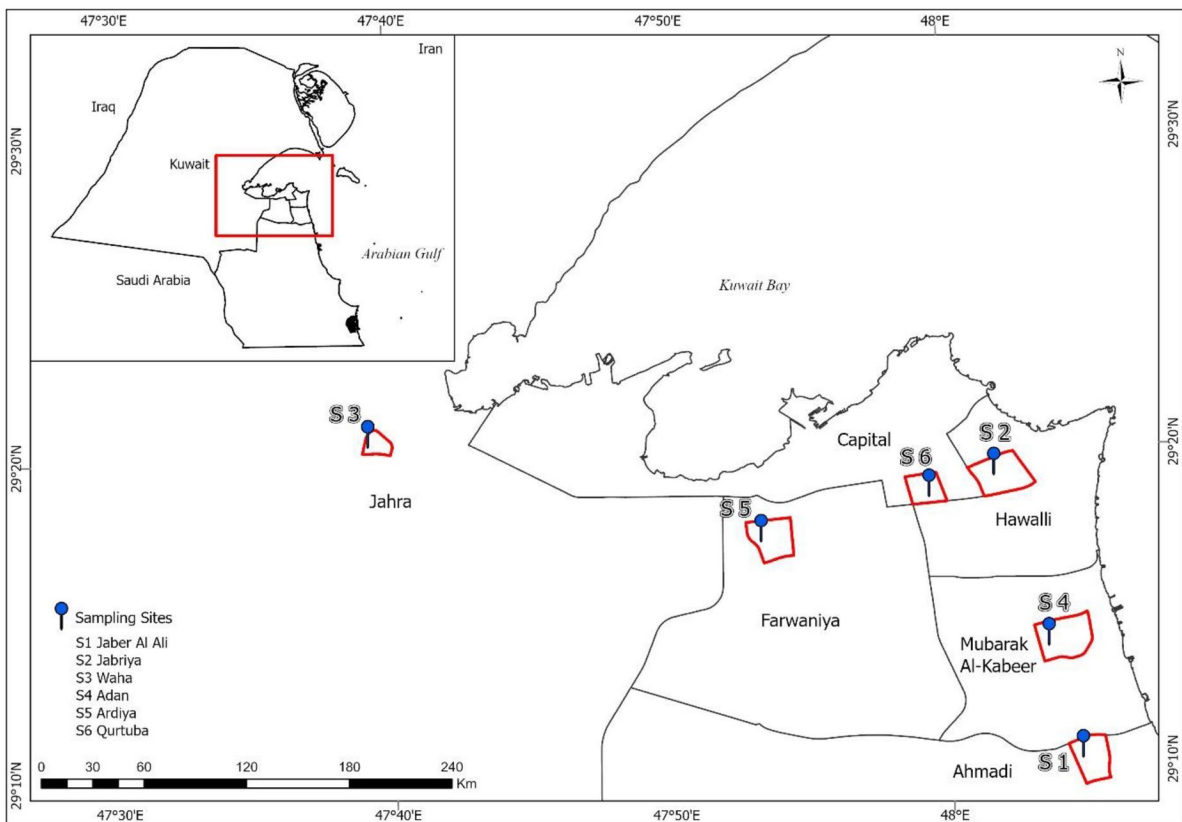 47°30'E 47°40'E 47°50'E 48°E
N
Iran
Iraq
Kuwait
Arabian Gulf
Saudi Arabia
29°30'N
29°30'N
Kuwait Bay
S 3
Capital
S 2
S 6
29°20'N
29°20'N
Jahra
S 5
Hawalli
Farwaniya
S 4
Mubarak
Al-Kabeer
Sampling Sites
S1 Jaber Al Ali
S2 Jabriya
S3 Waha
S4 Adan
S5 Ardiya
S6 Qurtuba
Ahmadi
S 1
0 30 60 120 180 240
Km
29°10'N
29°10'N
47°30'E 47°40'E 47°50'E 48°E